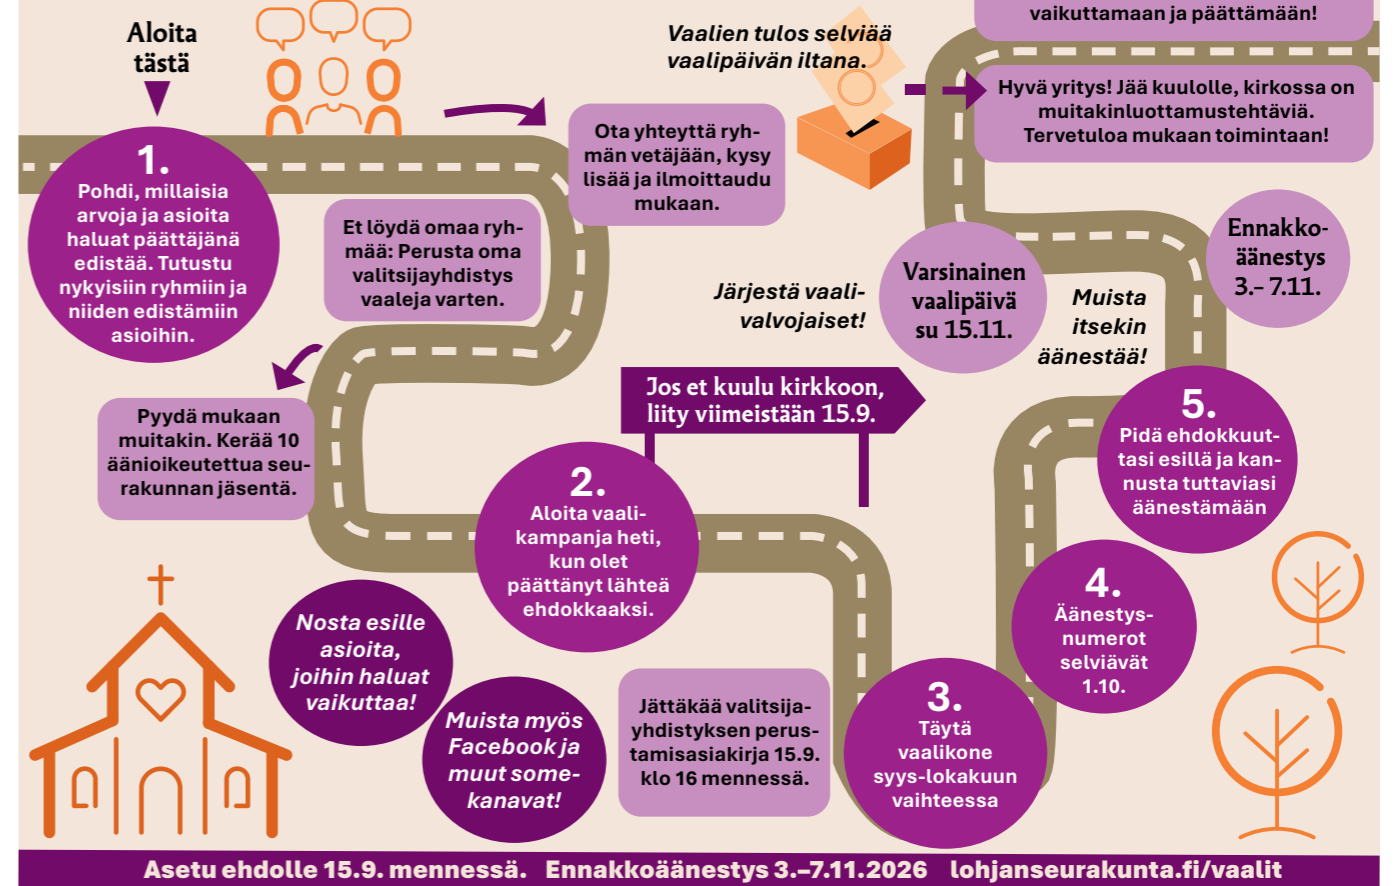 Aloita
tästä
1.
Pohdi, millaisia
arvoja ja asioita
haluat päättäjänä
edistää. Tutustu
nykyisiin ryhmiin ja
niiden edistämiin
asioihin.
Ota yhteyttä ryh-
män vetäjään, kysy
lisää ja ilmoittaudu
mukaan.
Et löydä omaa ryh-
mää: Perusta oma
valitsijayhdistys
vaaleja varten.
Pyydä mukaan
muitakin. Kerää 10
äänioikeutettua seu-
rakunnan jäsentä.
Jos et kuulu kirkkoon,
liity viimeistään 15.9.
2.
Aloita vaali-
kampanja heti,
kun olet
päättänyt lähteä
ehdokkaaksi.
Nosta esille
asioita,
joihin haluat
vaikuttaa!
Muista myös
Facebook ja
muut some-
kanavat!
Jättäkää valitsija-
yhdistyksen perus-
tamisasiakirja 15.9.
klo 16 mennessä.
3.
Täytä
vaalikone
syys-lokakuun
vaihteessa
4.
Äänestys-
numerot
selviävät
1.10.
5.
Pidä ehdokkuut-
tasi esillä ja kan-
nusta tuttaviasi
äänestämään
Ennakko-
äänestys
3.– 7.11.
Muista
itsekin
äänestää!
Varsinainen
vaalipäivä
su 15.11.
Järjestä vaali-
valvojaiset!
Vaalien tulos selviää
vaalipäivän iltana.
vaikuttamaan ja päättämään!
Hyvä yritys! Jää kuulolle, kirkossa on
muitakinluottamustehtäviä.
Tervetuloa mukaan toimintaan!
Asetu ehdolle 15.9. mennessä. Ennakkoäänestys 3.–7.11.2026 lohjanseurakunta.fi/vaalit